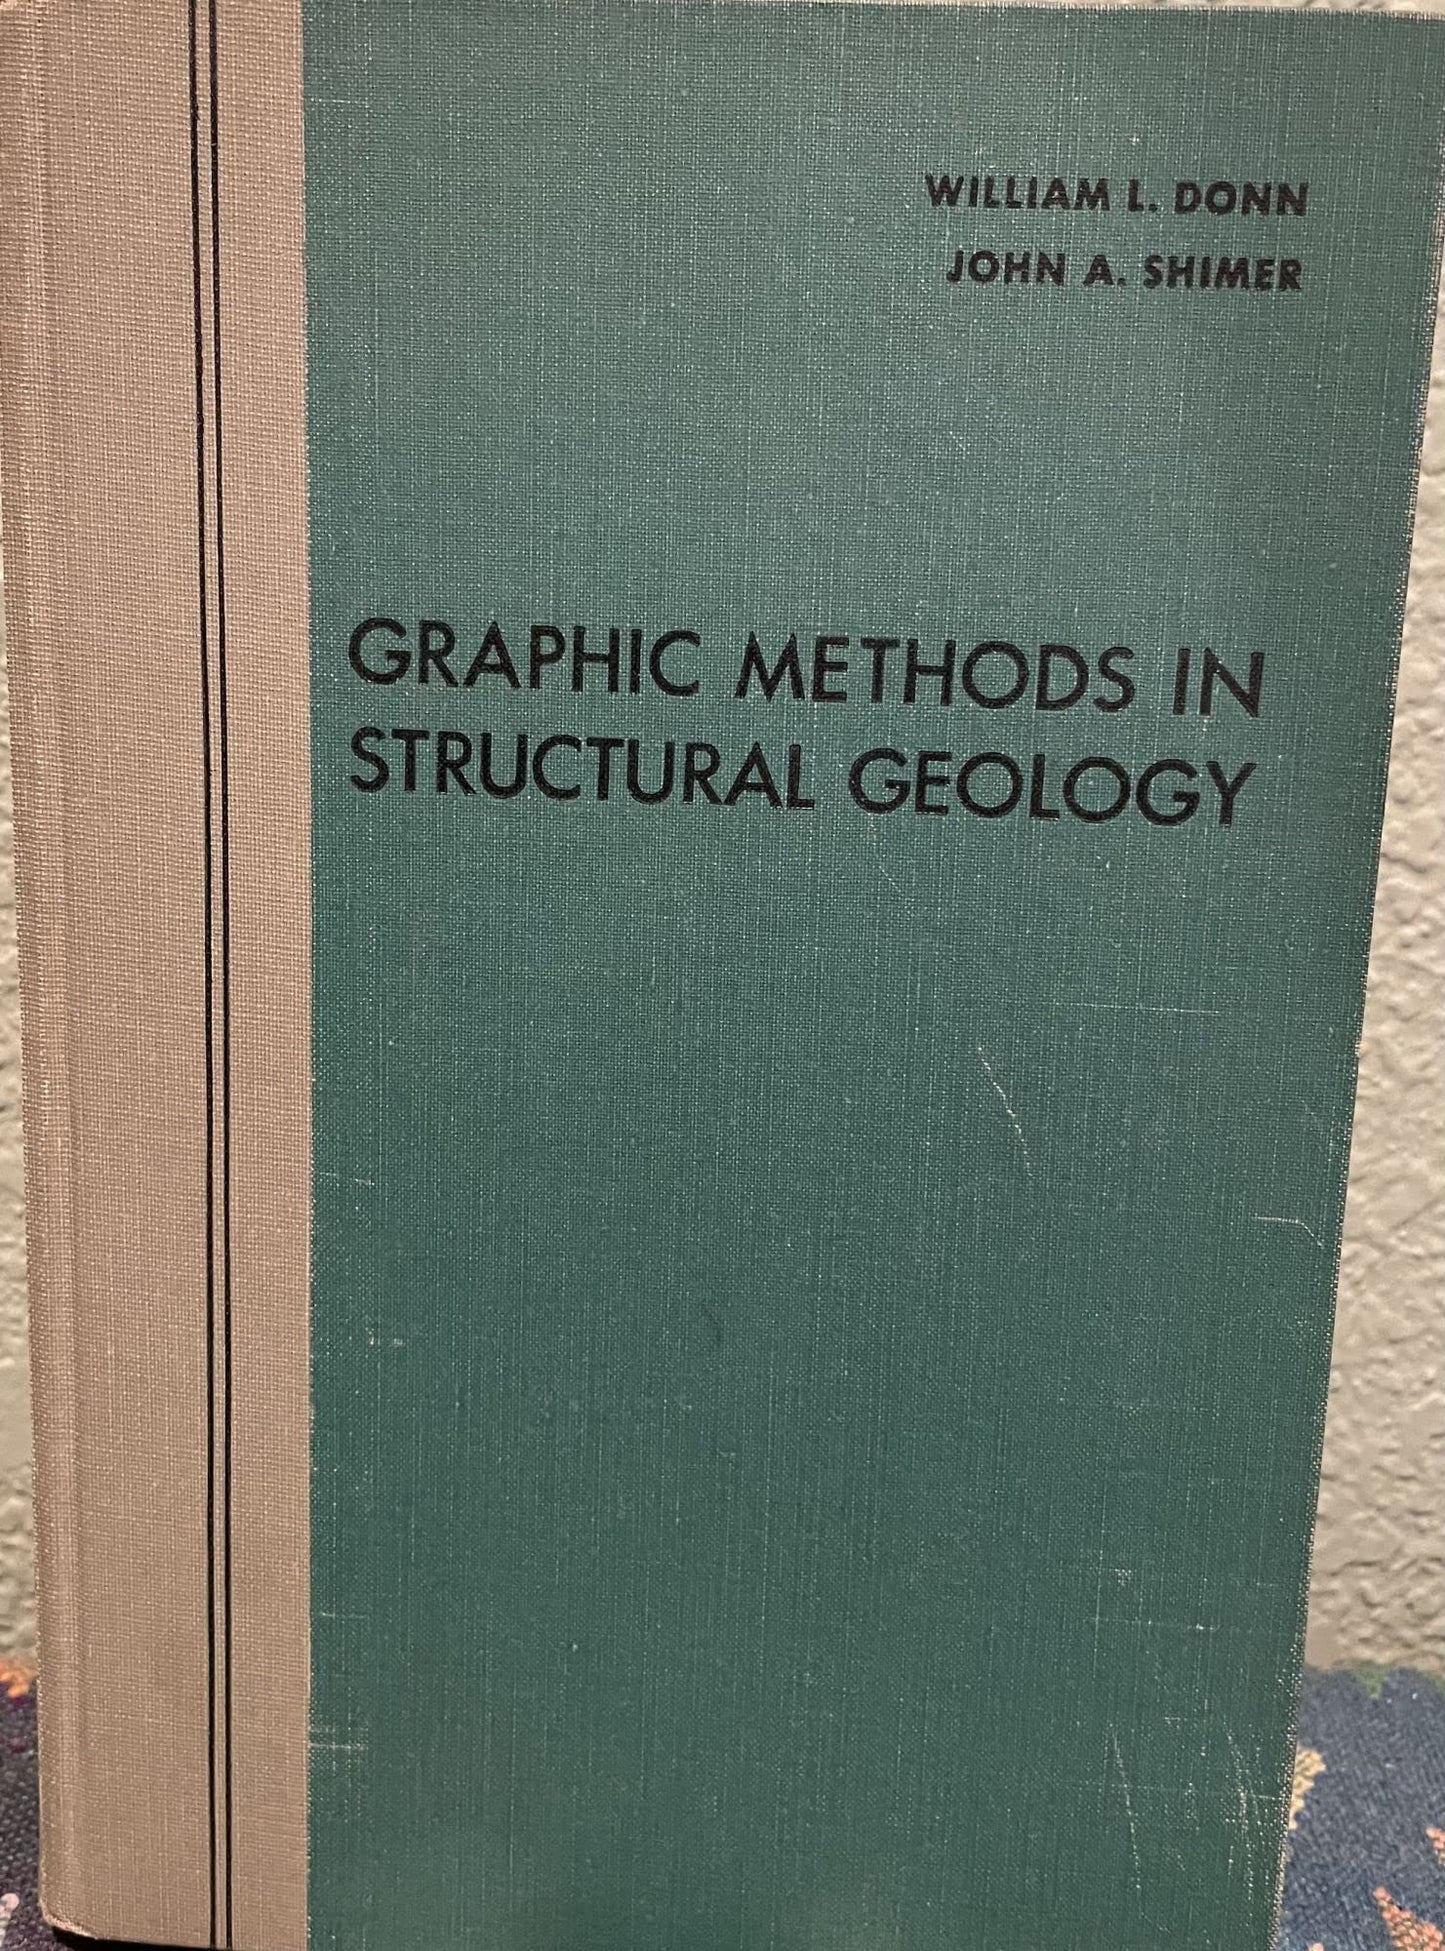 WILLIAM L. DONN
JOHN A. SHIMER
GRAPHIC METHODS IN
STRUCTURAL GEOLOGY